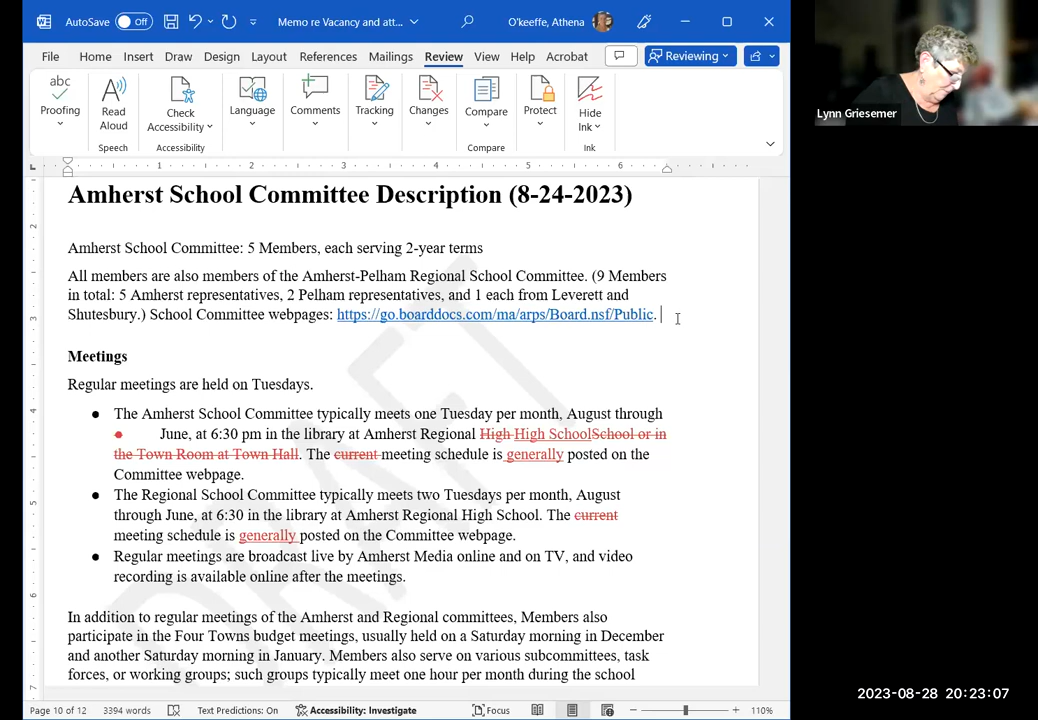 AutoSave Off Memo re Vacancy and att... O'keeffe, Athena
File Home Insert Draw Design Layout References Mailings Review View Help Acrobat Reviewing
abc
Proofing Read Aloud Check Accessibility Language Comments Tracking Changes Compare Protect Hide Ink
Speech Accessibility Compare Ink
Lynn Griesemer
1 2 3 4 5 6
Amherst School Committee Description (8-24-2023)
Amherst School Committee: 5 Members, each serving 2-year terms
All members are also members of the Amherst-Pelham Regional School Committee. (9 Members
in total: 5 Amherst representatives, 2 Pelham representatives, and 1 each from Leverett and
Shutesbury.) School Committee webpages: https://go.boarddocs.com/ma/arps/Board.nsf/Public.
Meetings
Regular meetings are held on Tuesdays.
● The Amherst School Committee typically meets one Tuesday per month, August through
● June, at 6:30 pm in the library at Amherst Regional High High SchoolSchool or in
the Town Room at Town Hall. The current meeting schedule is generally posted on the
Committee webpage.
● The Regional School Committee typically meets two Tuesdays per month, August
through June, at 6:30 in the library at Amherst Regional High School. The current
meeting schedule is generally posted on the Committee webpage.
● Regular meetings are broadcast live by Amherst Media online and on TV, and video
recording is available online after the meetings.
In addition to regular meetings of the Amherst and Regional committees, Members also
participate in the Four Towns budget meetings, usually held on a Saturday morning in December
and another Saturday morning in January. Members also serve on various subcommittees, task
forces, or working groups; such groups typically meet one hour per month during the school
DRAFT
2 3 4 5 6 7
Page 10 of 12 3394 words Text Predictions: On Accessibility: Investigate Focus 110%
2023-08-28 20:23:07